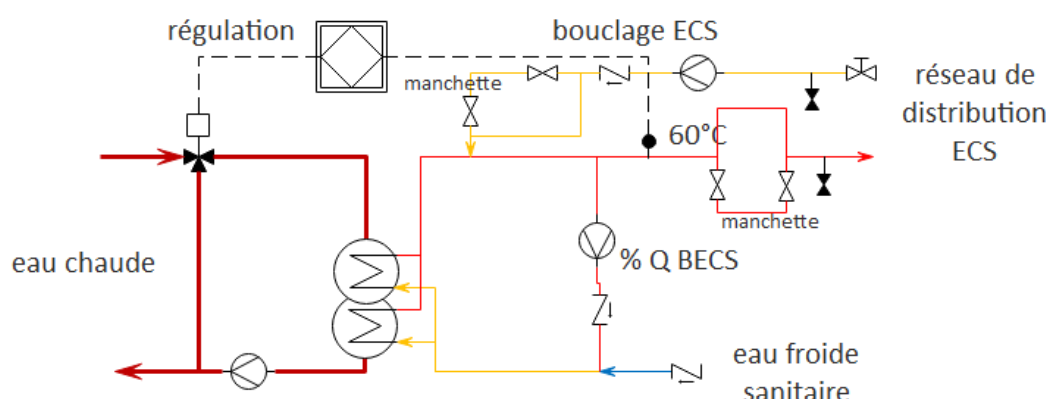 régulation
bouclage ECS
manchette
réseau de
distribution
ECS
60°C
manchette
eau chaude
% Q BECS
eau froide
sanitaire